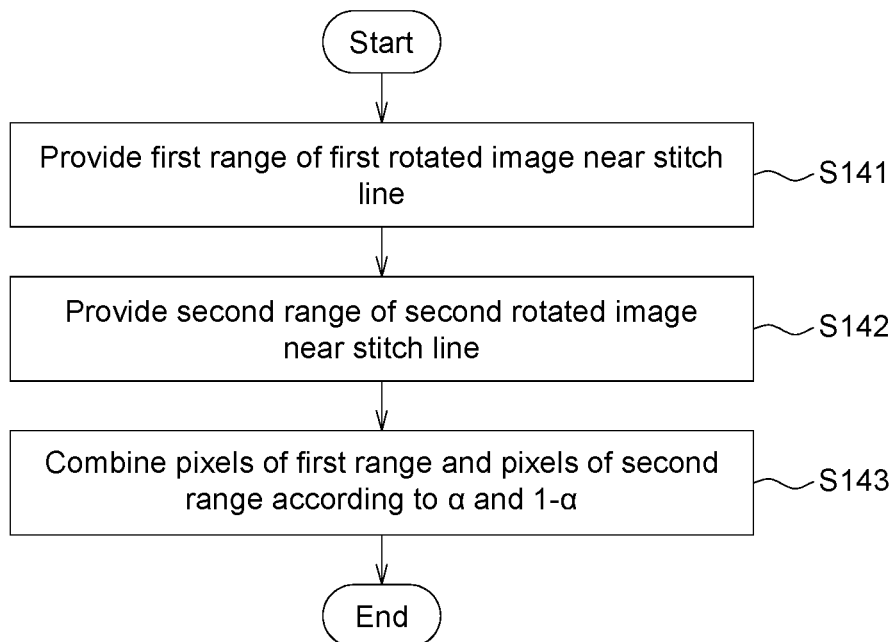 Start
Provide first range of first rotated image near stitch
line
S141
Provide second range of second rotated image
near stitch line
S142
Combine pixels of first range and pixels of second
range according to α and 1-α
S143
End